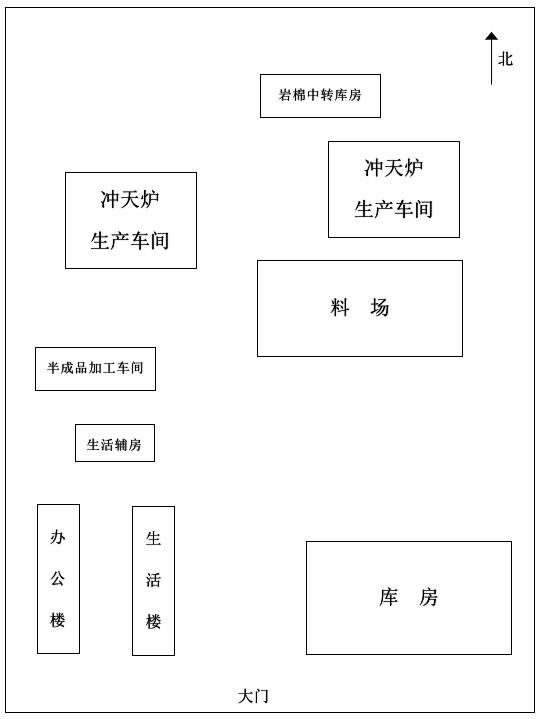 北
岩棉中转库房
冲天炉
生产车间
冲天炉
生产车间
料 场
半成品加工车间
生活辅房
办公楼
生活楼
库 房
大门